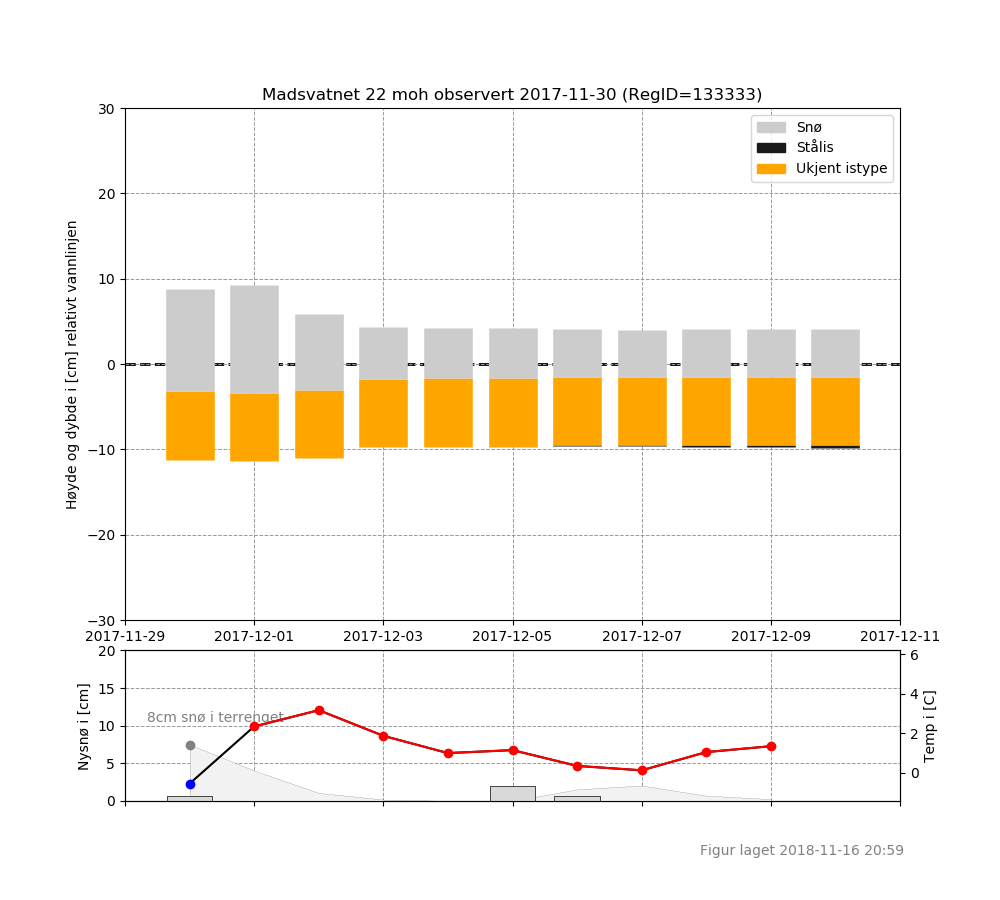 Madsvatnet 22 moh observert 2017-11-30 (RegID=133333)
Høyde og dybde i [cm] relativt vannlinjen
30
20
10
0
−10
−20
−30
Snø
Stålis
Ukjent istype
2017-11-29 2017-12-01 2017-12-03 2017-12-05 2017-12-07 2017-12-09 2017-12-11
Nysnø i [cm]
20
15
10
5
0
8cm snø i terrenget
6
4
2
0
Temp i [C]
Figur laget 2018-11-16 20:59